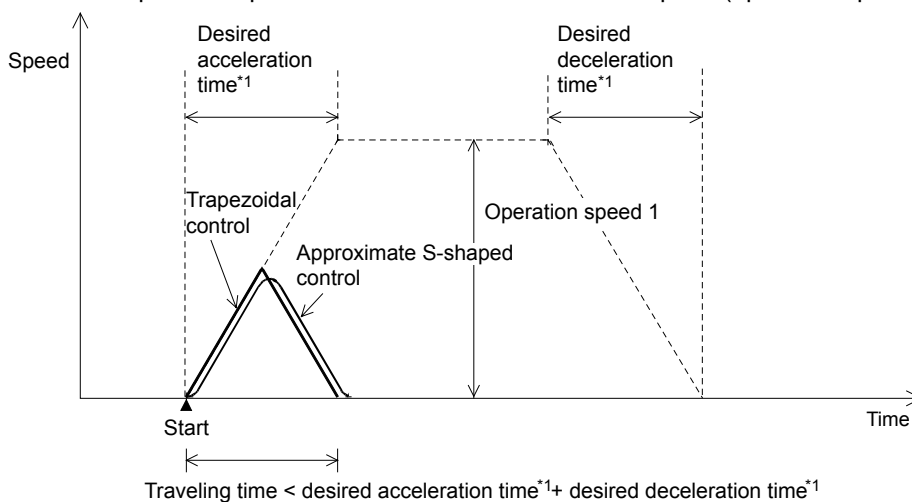 Desired
acceleration
time*1
Desired
deceleration
time*1
Speed
Trapezoidal
control
Operation speed 1
Approximate S-shaped
control
Time
Start
Traveling time < desired acceleration time*1+ desired deceleration time*1